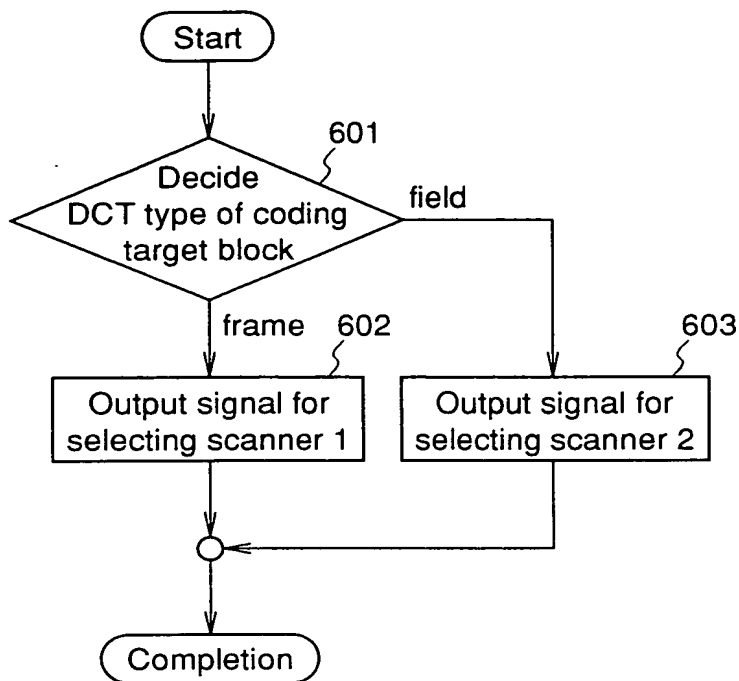 Start
601
Decide
DCT type of coding
target block
field
frame
602
603
Output signal for
selecting scanner 1
Output signal for
selecting scanner 2
Completion